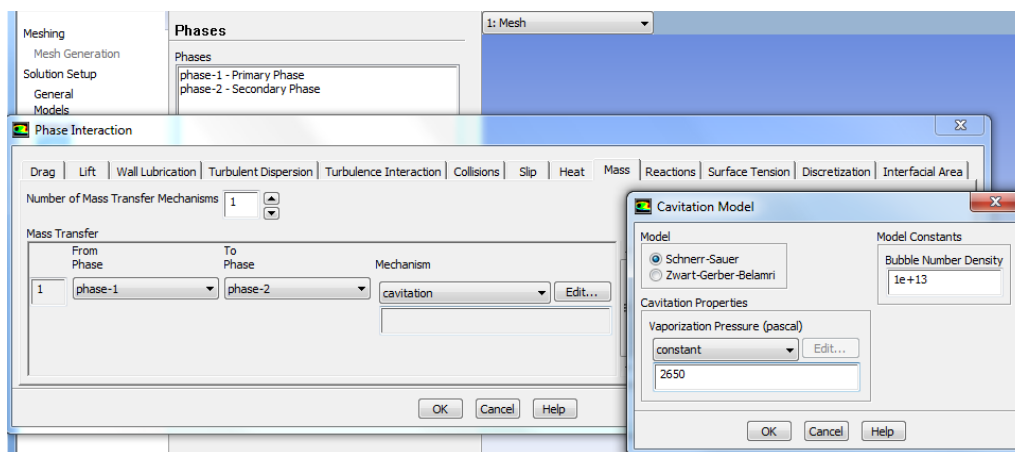 Meshing
Mesh Generation
Solution Setup
General
Models
Phases
Phases
phase-1 - Primary Phase
phase-2 - Secondary Phase
1: Mesh
Phase Interaction
Drag Lift Wall Lubrication Turbulent Dispersion Turbulence Interaction Collisions Slip Heat Mass Reactions Surface Tension Discretization Interfacial Area
Number of Mass Transfer Mechanisms 1
Mass Transfer
From
Phase
To
Phase
Mechanism
1 phase-1 phase-2 cavitation Edit...
OK Cancel Help
Cavitation Model
Model
Schnerr-Sauer
Zwart-Gerber-Belamri
Model Constants
Bubble Number Density
1e+13
Cavitation Properties
Vaporization Pressure (pascal)
constant Edit...
2650
OK Cancel Help